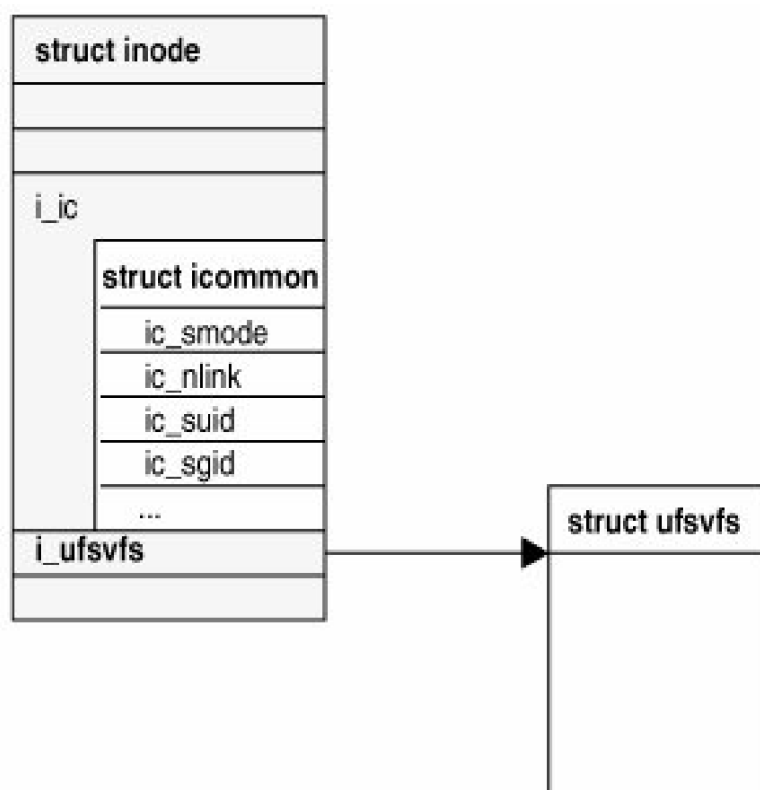 struct inode
i_ic
struct icommon
ic_smode
ic_nlink
ic_suid
ic_sgid
...
i_ufsvfs
struct ufsvfs